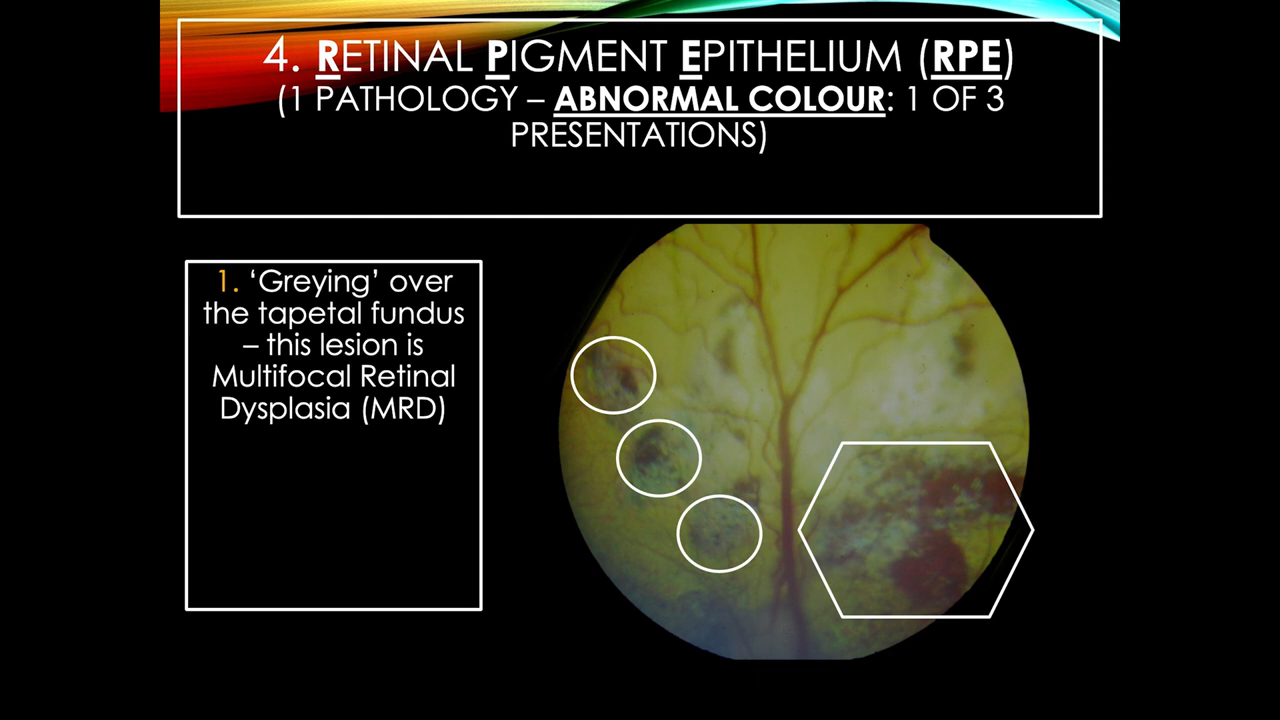 4. RETINAL PIGMENT EPITHELIUM (RPE)
(1 PATHOLOGY – ABNORMAL COLOUR: 1 OF 3
PRESENTATIONS)
1. ‘Greying’ over
the tapetal fundus
– this lesion is
Multifocal Retinal
Dysplasia (MRD)